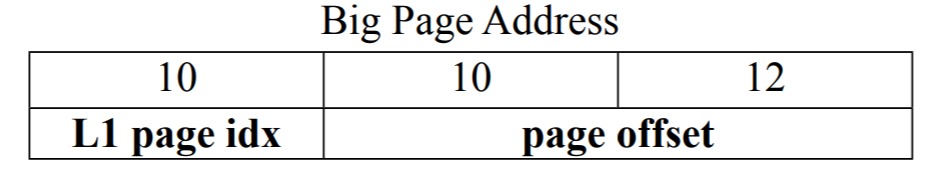 Big Page Address
10 10 12
L1 page idx page offset